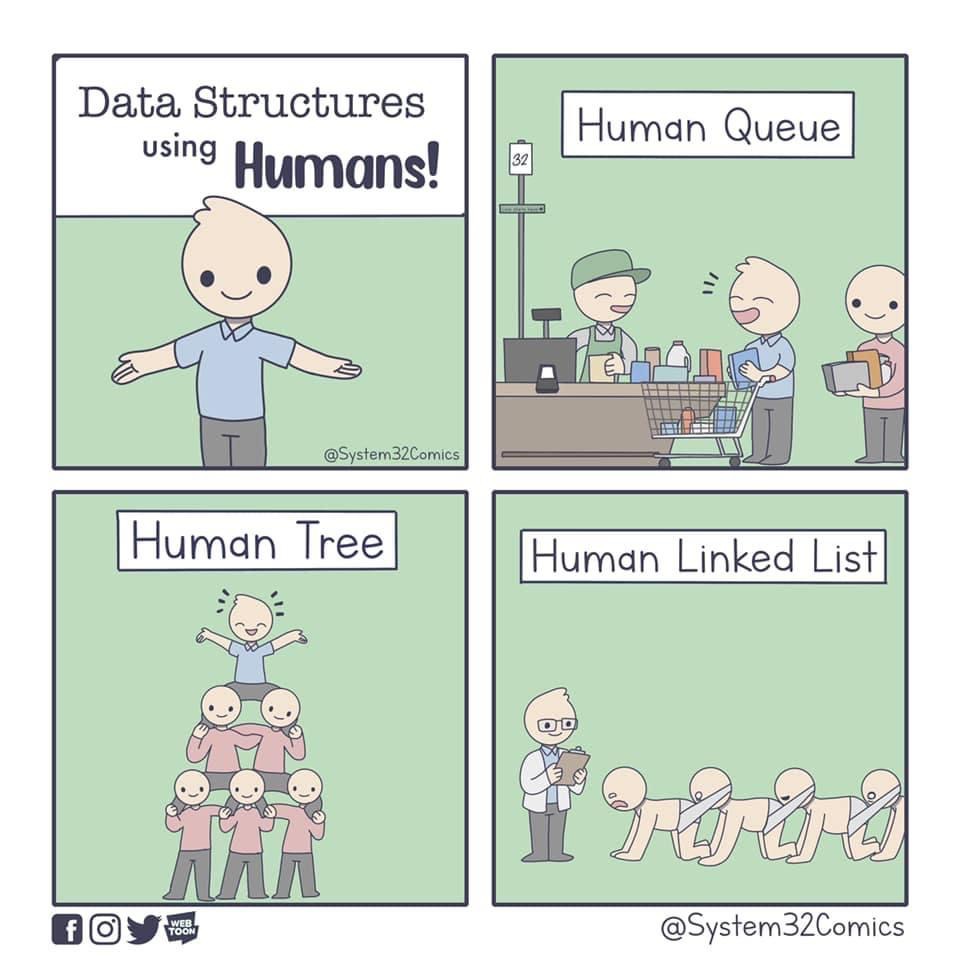 Data Structures
using Humans!
@System32Comics
Human Queue
32
Human Tree
Human Linked List
WEB
TOON
@System32Comics